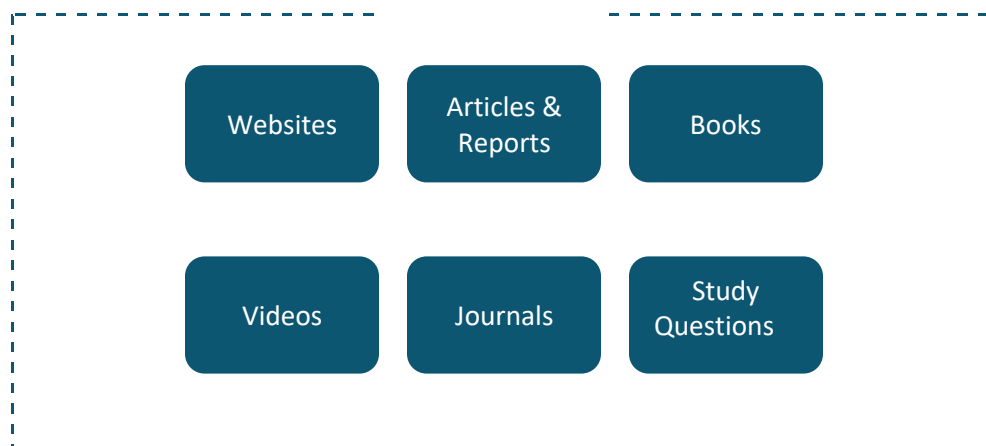 Websites
Articles &
Reports
Books
Videos
Journals
Study
Questions